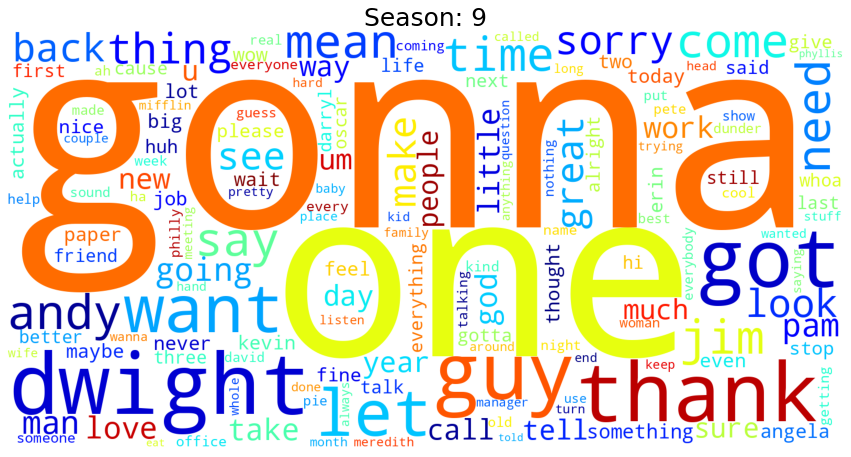 Season: 9
back thing mean coming time sorry come give
real called
wow everyone phyllis
first ah cause u way life next long two today head said
gonna
actually made mifflin lot hard put pete show need
nice couple big guess darryl oscar please make people little question great alright work dunder trying
huh see um wait
week new ha job pretty baby every place anything nothing erin still whoa cool
help sound kid best last stuff
paper friend philly meeting say family name wanted
going hand feel day everything kind god talking thought hi much everybody saying got
one
andy want listen gotta woman jim look pam
better wanna never around night stop
wife maybe three david kevin fine year end keep even
dwight whole done pie always talk let guy manager use turn thank getting
man love take call old tell something sure angela
someone eat office month meredith told